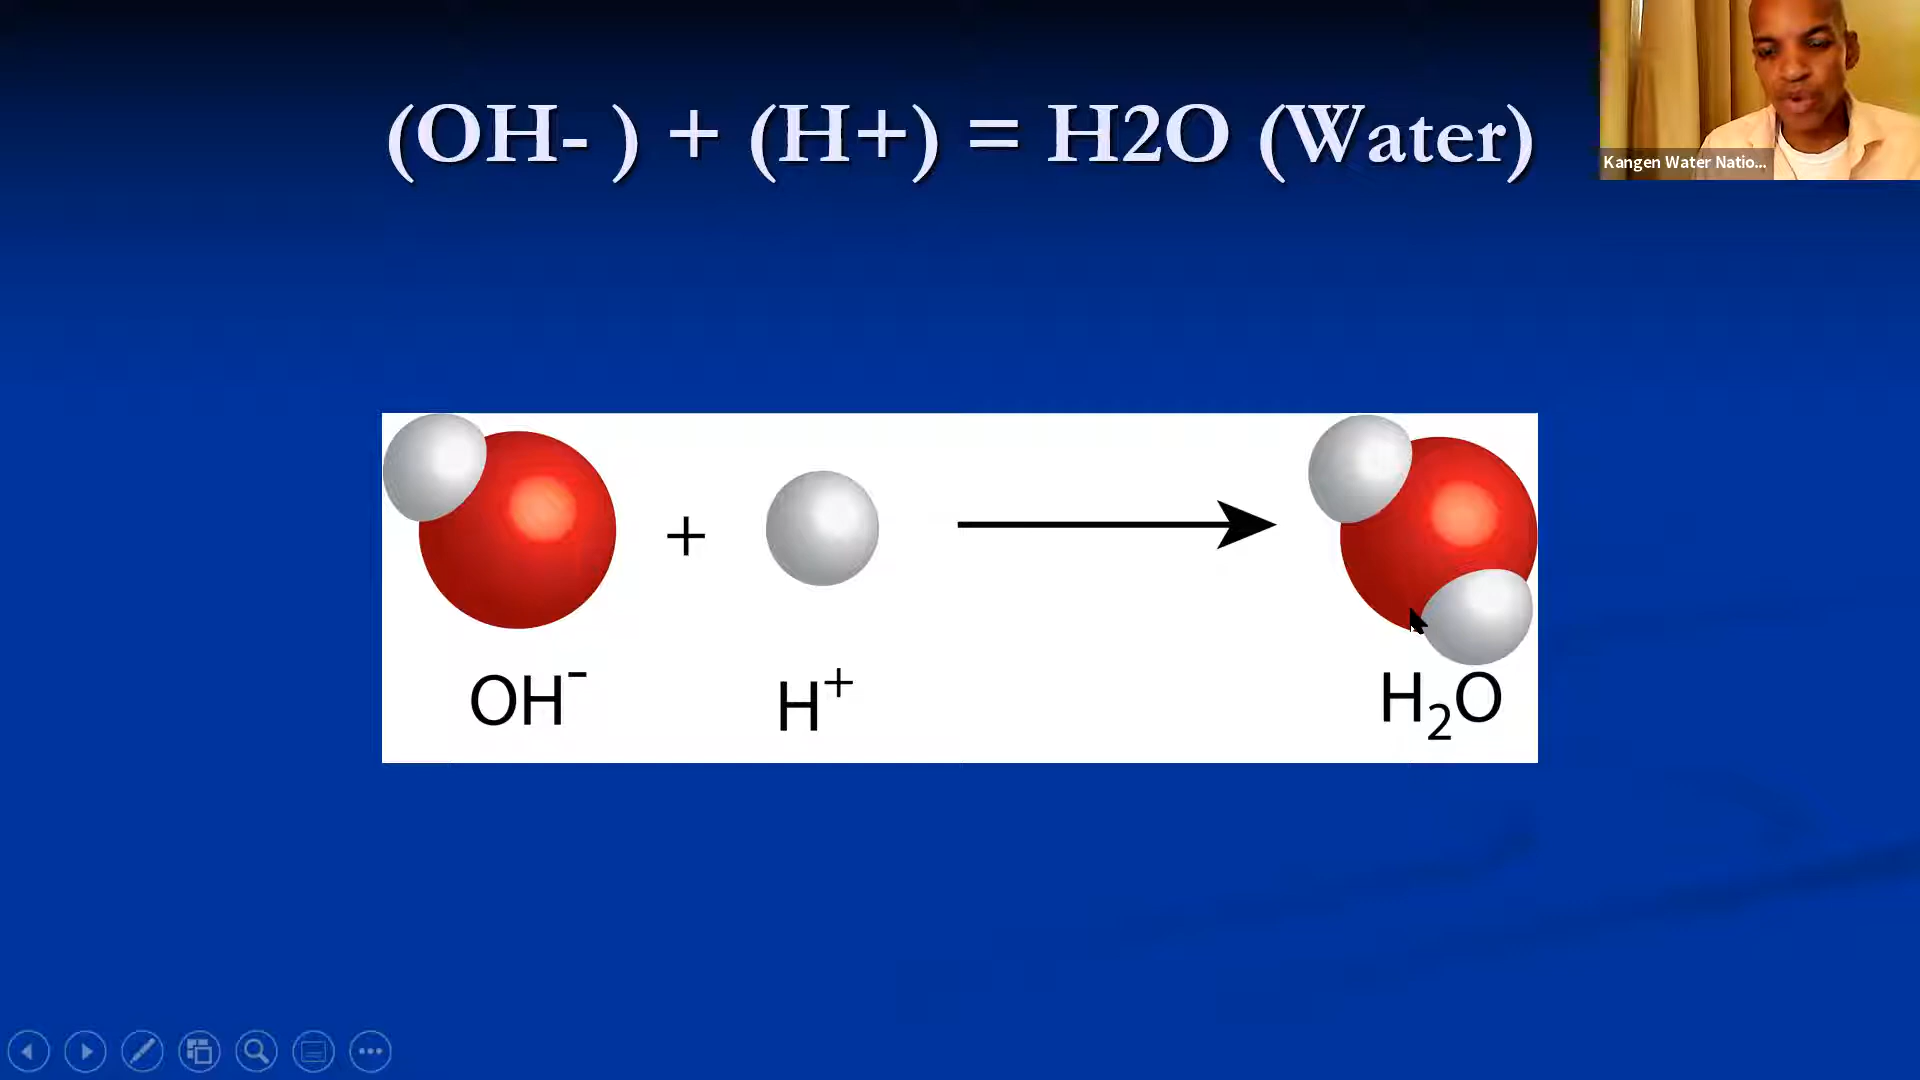 (OH- ) + (H+) = H2O (Water)
Kangen Water Natio...
+
OH⁻ H⁺ H₂O